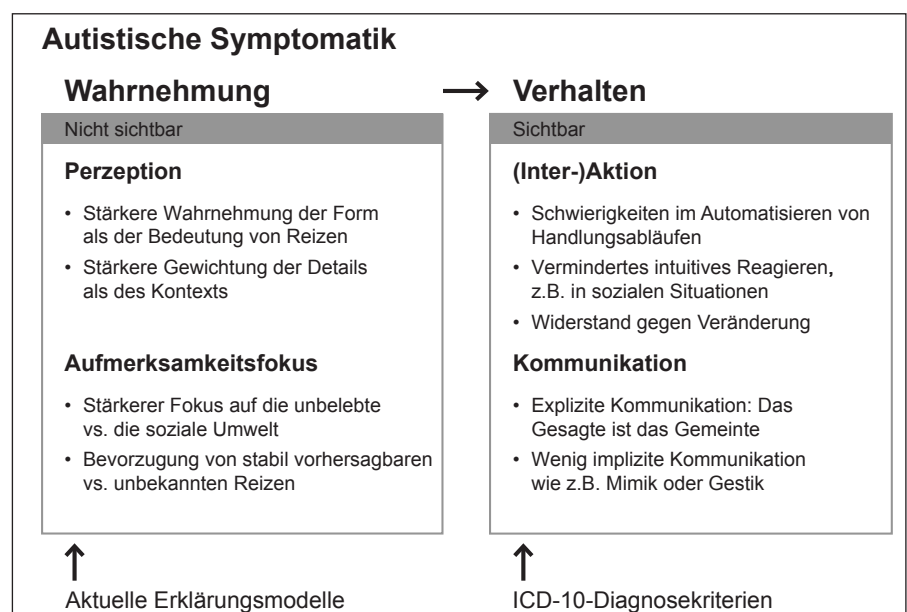 Autistische Symptomatik
Wahrnehmung → Verhalten
Nicht sichtbar
Perzeption
• Stärkere Wahrnehmung der Form
als der Bedeutung von Reizen
• Stärkere Gewichtung der Details
als des Kontexts
Aufmerksamkeitsfokus
• Stärkerer Fokus auf die unbelebte
vs. die soziale Umwelt
• Bevorzugung von stabil vorhersagbaren
vs. unbekannten Reizen
↑
Aktuelle Erklärungsmodelle
Sichtbar
(Inter-)Aktion
• Schwierigkeiten im Automatisieren von
Handlungsabläufen
• Vermindertes intuitives Reagieren,
z.B. in sozialen Situationen
• Widerstand gegen Veränderung
Kommunikation
• Explizite Kommunikation: Das
Gesagte ist das Gemeinte
• Wenig implizite Kommunikation
wie z.B. Mimik oder Gestik
↑
ICD-10-Diagnosekriterien